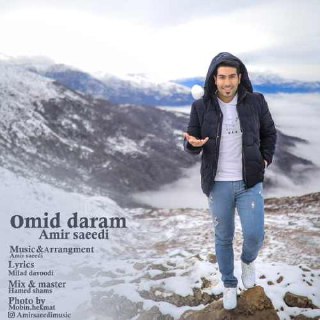 Omid daram
Amir saeedi
Music&Arrangment
Amir saeedi
Lyrics
Milad davoodi
Mix & master
Hamed shams
Photo by
Mobin.hekmat
Amirsaeedimusic